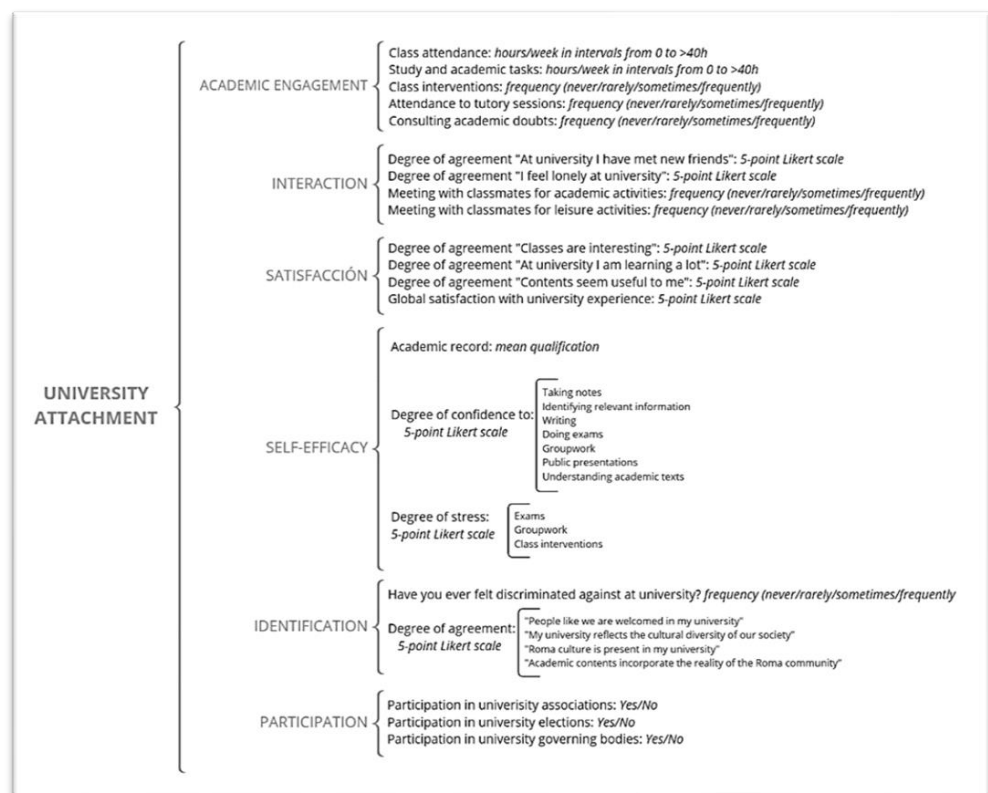 UNIVERSITY
ATTACHMENT
ACADEMIC ENGAGEMENT
Class attendance: hours/week in intervals from 0 to >40h
Study and academic tasks: hours/week in intervals from 0 to >40h
Class interventions: frequency (never/rarely/sometimes/frequently)
Attendance to tutory sessions: frequency (never/rarely/sometimes/frequently)
Consulting academic doubts: frequency (never/rarely/sometimes/frequently)
INTERACTION
Degree of agreement "At university I have met new friends": 5-point Likert scale
Degree of agreement "I feel lonely at university": 5-point Likert scale
Meeting with classmates for academic activities: frequency (never/rarely/sometimes/frequently)
Meeting with classmates for leisure activities: frequency (never/rarely/sometimes/frequently)
SATISFACCIÓN
Degree of agreement "Classes are interesting": 5-point Likert scale
Degree of agreement "At university I am learning a lot": 5-point Likert scale
Degree of agreement "Contents seem useful to me": 5-point Likert scale
Global satisfaction with university experience: 5-point Likert scale
SELF-EFFICACY
Academic record: mean qualification
Degree of confidence to:
5-point Likert scale
Taking notes
Identifying relevant information
Writing
Doing exams
Groupwork
Public presentations
Understanding academic texts
Degree of stress:
5-point Likert scale
Exams
Groupwork
Class interventions
IDENTIFICATION
Have you ever felt discriminated against at university? frequency (never/rarely/sometimes/frequently
Degree of agreement:
5-point Likert scale
"People like we are welcomed in my university"
"My university reflects the cultural diversity of our society"
"Roma culture is present in my university"
"Academic contents incorporate the reality of the Roma community"
PARTICIPATION
Participation in univerisity associations: Yes/No
Participation in university elections: Yes/No
Participation in university governing bodies: Yes/No